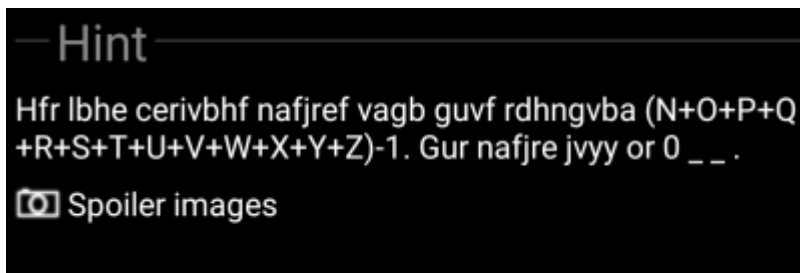 Hint
Hfr lbhe cerivbhf nafjref vagb guvf rdhngvba (N+O+P+Q
+R+S+T+U+V+W+X+Y+Z)-1. Gur nafjre jvyy or 0 _ _ .
Spoiler images